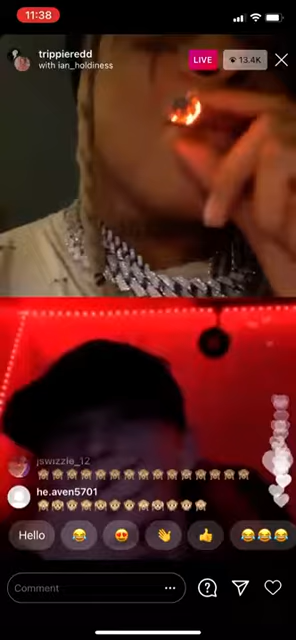 11:38
trippieredd
with ian_holdiness
LIVE
13.4K
jswizzle_12
🙈🙈🙈🙈🙈🙈🙈🙈🙈🙈🙈🙈🙈🙈🙈
he.aven5701
🙈🙈🙈🙈🙈🙈🙈🙈🙈🙈🙈🙈
Hello 😂 😍 👋 👍 😂😂😂
Comment ...